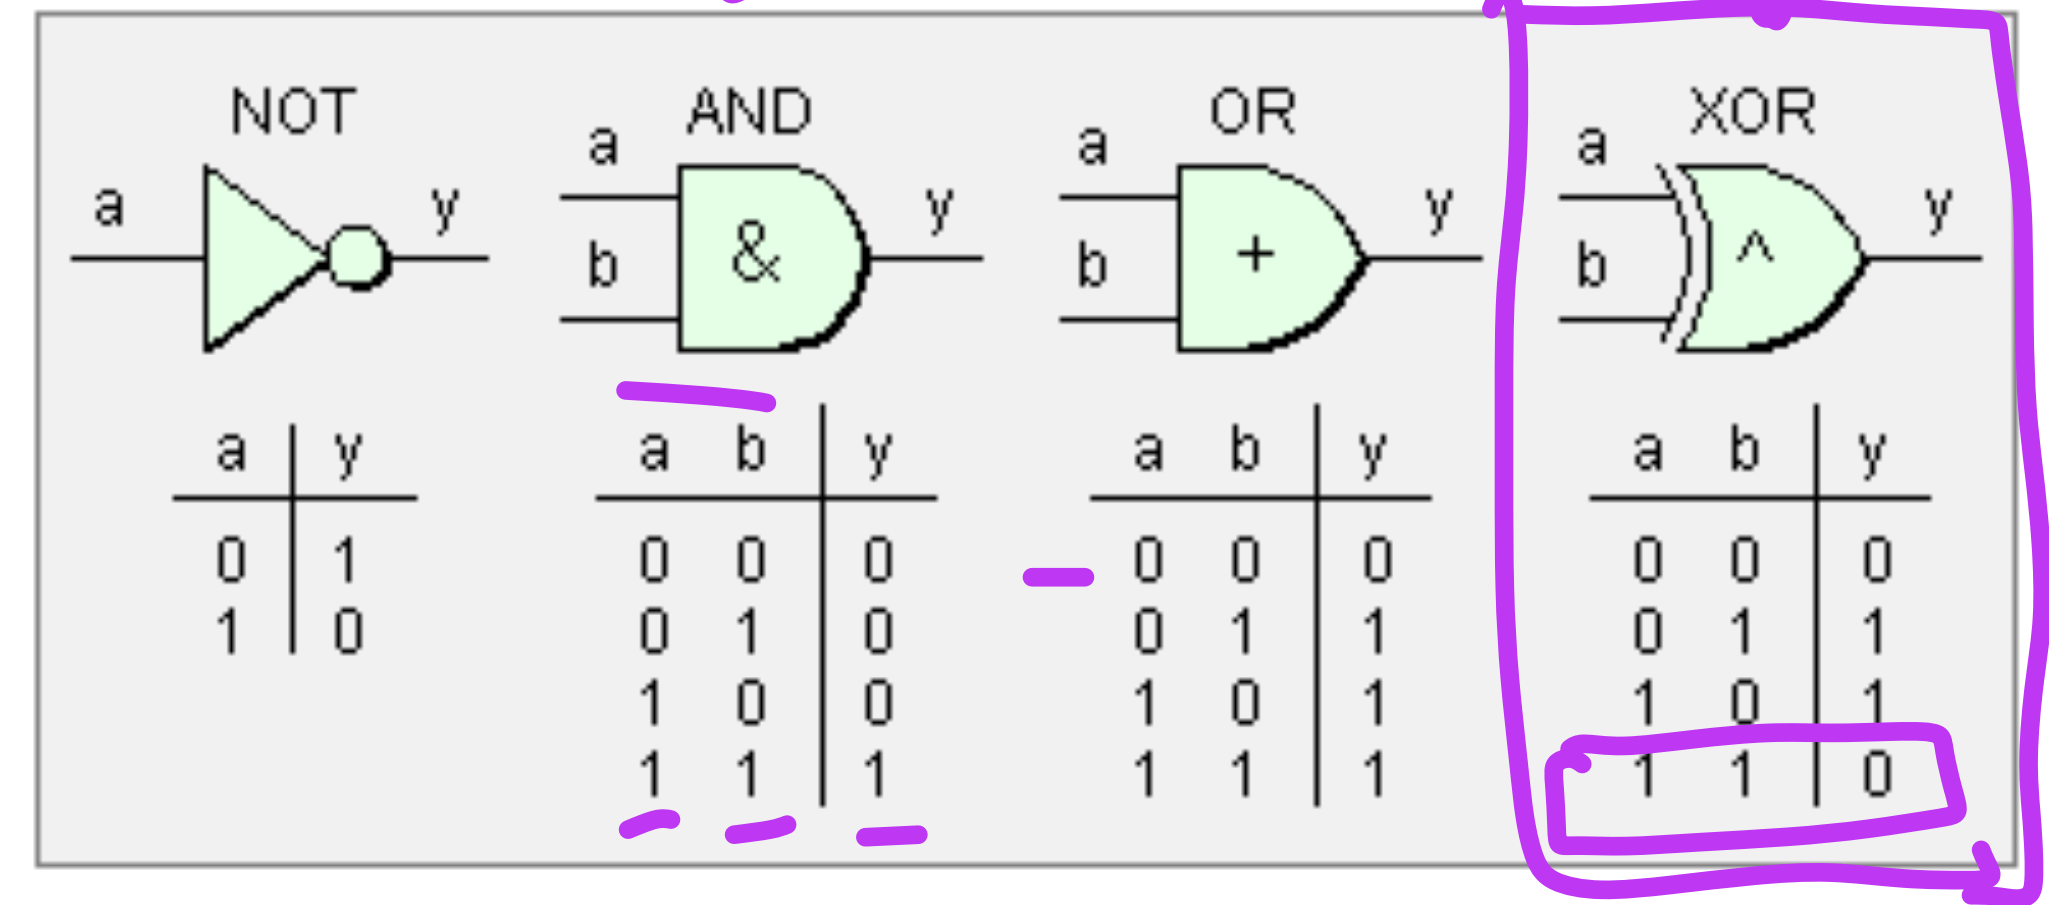 NOT AND OR XOR
a y a b & y a b + y a b ^ y
a y a b y a b y a b y
0 1 0 0 0 0 0 0 0 0 0
1 0 0 1 0 0 1 1 0 1 1
1 0 0 1 0 1 1 0 1
1 1 1 1 1 1 1 1 0